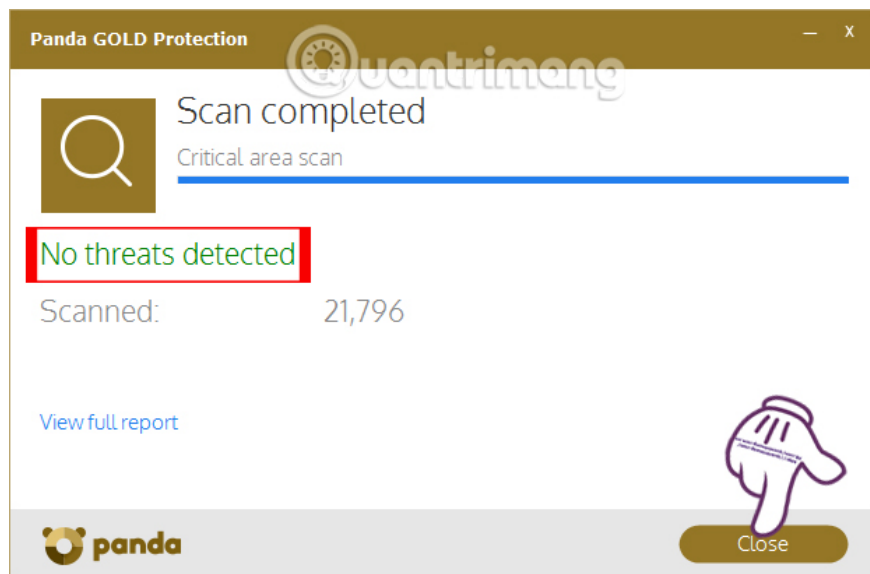 Panda GOLD Protection
Quantrimang
Scan completed
Critical area scan
No threats detected
Scanned: 21,796
View full report
panda
Close